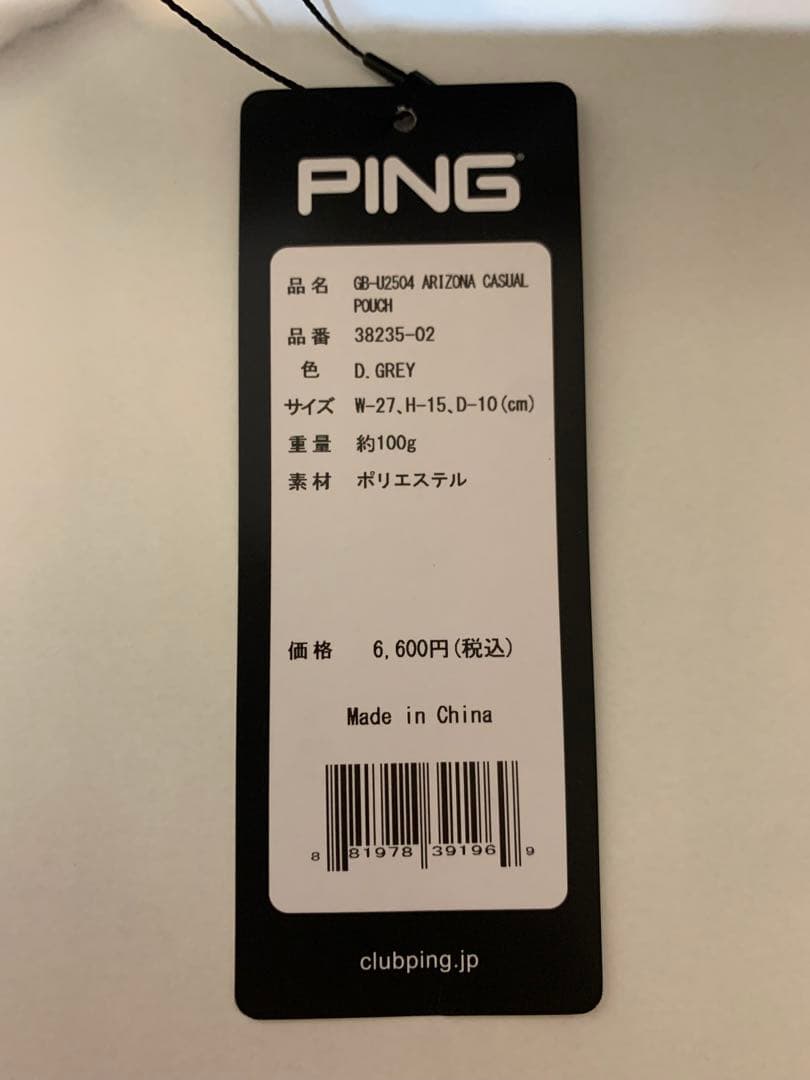 PING
品名 GB-U2504 ARIZONA CASUAL
POUCH
品番 38235-02
色 D.GREY
サイズ W-27、H-15、D-10(cm)
重量 約100g
素材 ポリエステル
価格 6,600円(税込)
Made in China
8 81978 39196 9
clubping.jp